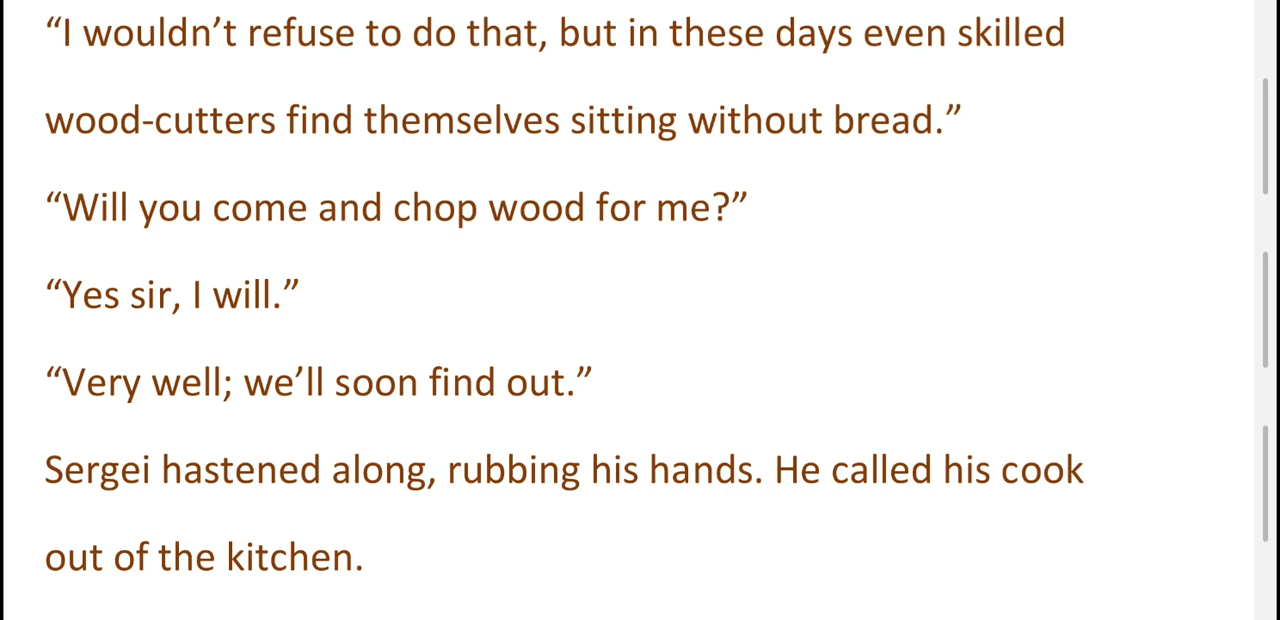 “I wouldn’t refuse to do that, but in these days even skilled
wood-cutters find themselves sitting without bread.”
“Will you come and chop wood for me?”
“Yes sir, I will.”
“Very well; we’ll soon find out.”
Sergei hastened along, rubbing his hands. He called his cook
out of the kitchen.